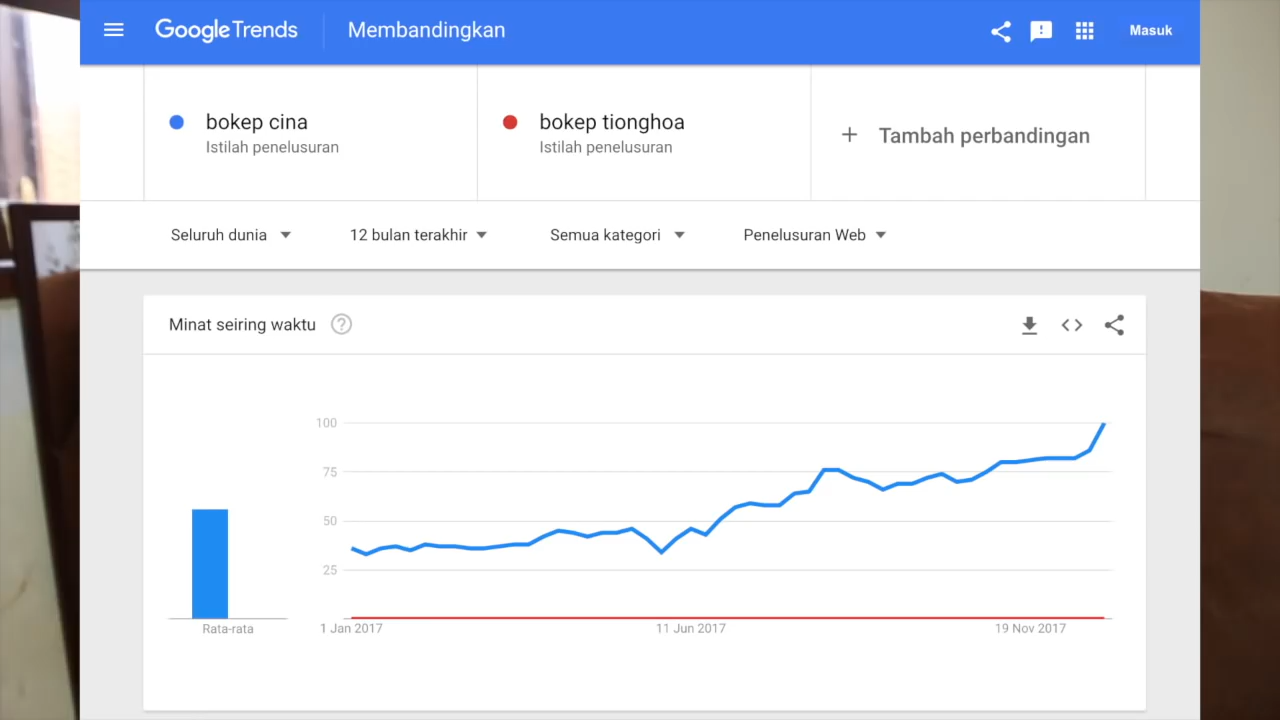 Google Trends Membandingkan Masuk
bokep cina
Istilah penelusuran
bokep tionghoa
Istilah penelusuran
+ Tambah perbandingan
Seluruh dunia 12 bulan terakhir Semua kategori Penelusuran Web
Minat seiring waktu ?
100
75
50
25
Rata-rata 1 Jan 2017 11 Jun 2017 19 Nov 2017